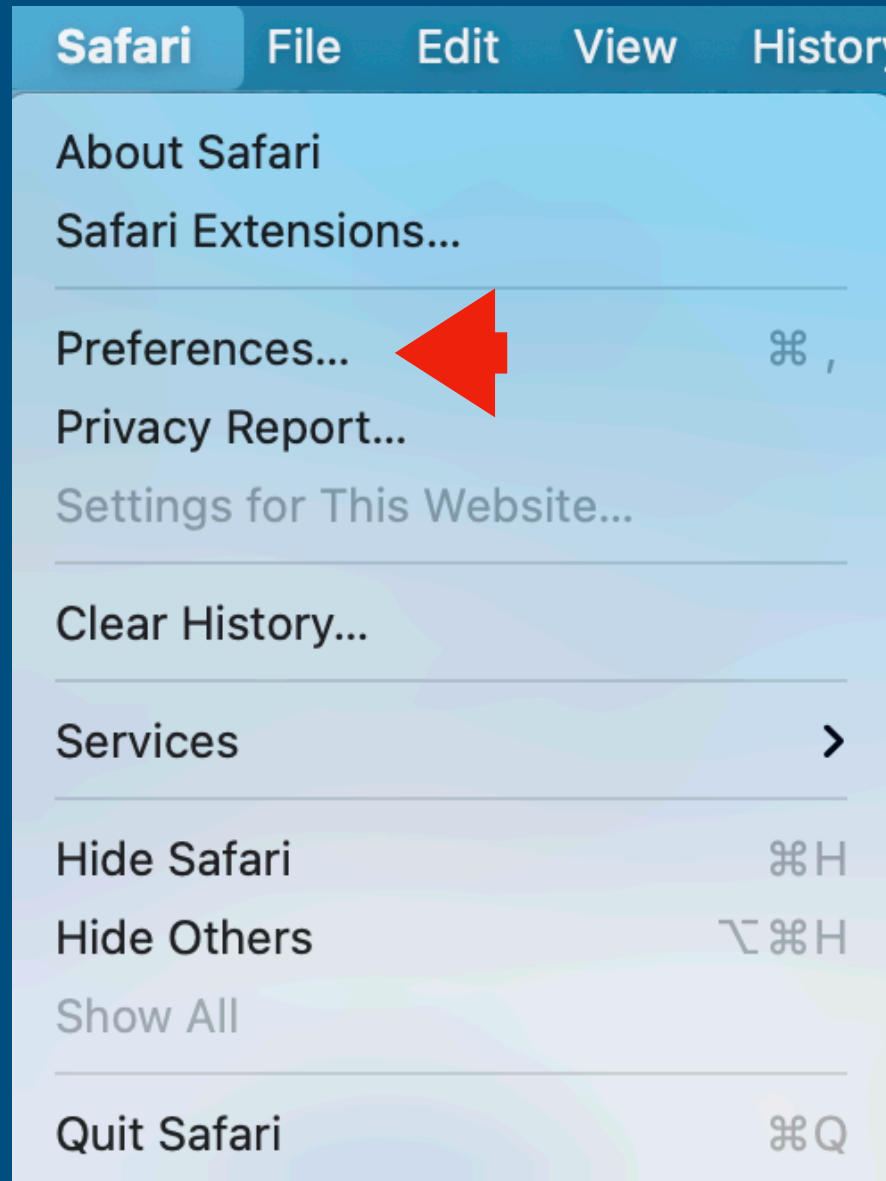 Safari File Edit View History
About Safari
Safari Extensions...
Preferences... ⌘ ,
Privacy Report...
Settings for This Website...
Clear History...
Services
Hide Safari ⌘H
Hide Others ⌥⌘H
Show All
Quit Safari ⌘Q